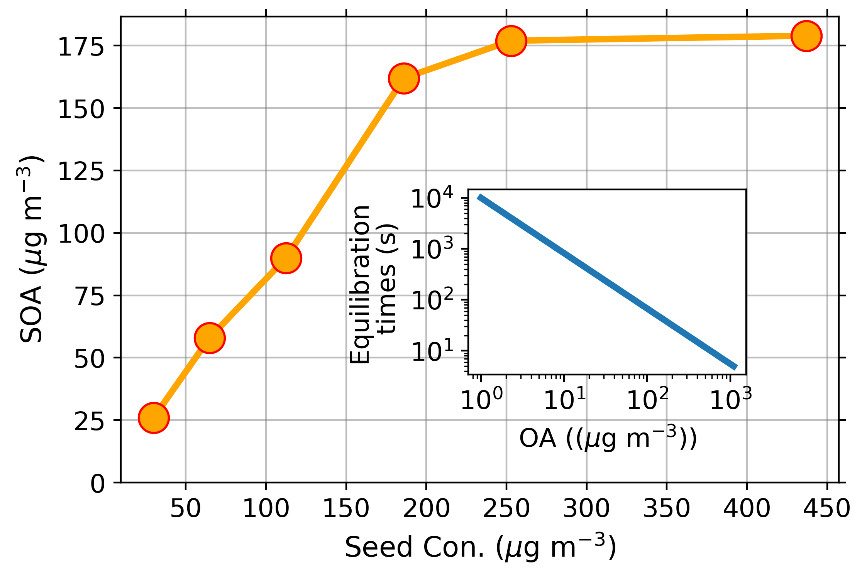 175
150
125
100
75
50
25
0
SOA (μg m⁻³)
50 100 150 200 250 300 350 400 450
Seed Con. (μg m⁻³)
Equilibration
times (s)
10⁴
10³
10²
10¹
10⁰ 10¹ 10² 10³
OA ((μg m⁻³))